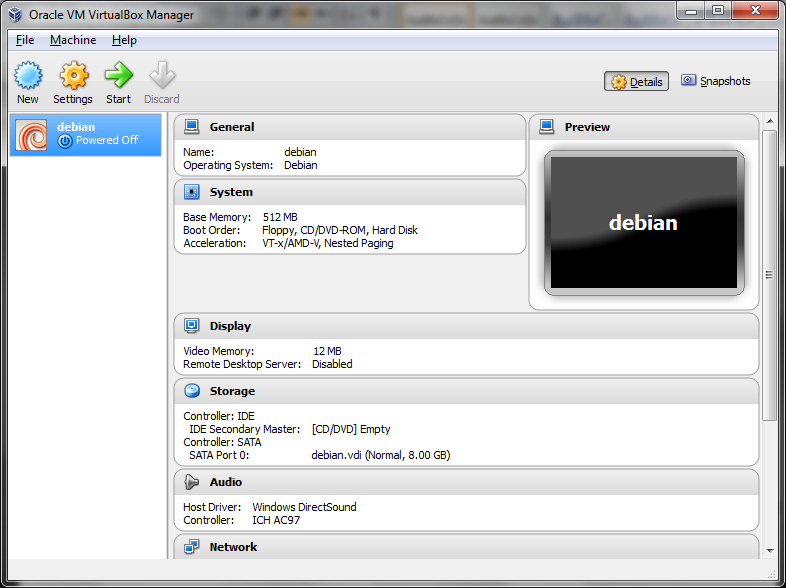 Oracle VM VirtualBox Manager
File Machine Help
New Settings Start Discard
Details Snapshots
debian
Powered Off
General
Name: debian
Operating System: Debian
System
Base Memory: 512 MB
Boot Order: Floppy, CD/DVD-ROM, Hard Disk
Acceleration: VT-x/AMD-V, Nested Paging
Preview
debian
Display
Video Memory: 12 MB
Remote Desktop Server: Disabled
Storage
Controller: IDE
IDE Secondary Master: [CD/DVD] Empty
Controller: SATA
SATA Port 0: debian.vdi (Normal, 8.00 GB)
Audio
Host Driver: Windows DirectSound
Controller: ICH AC97
Network